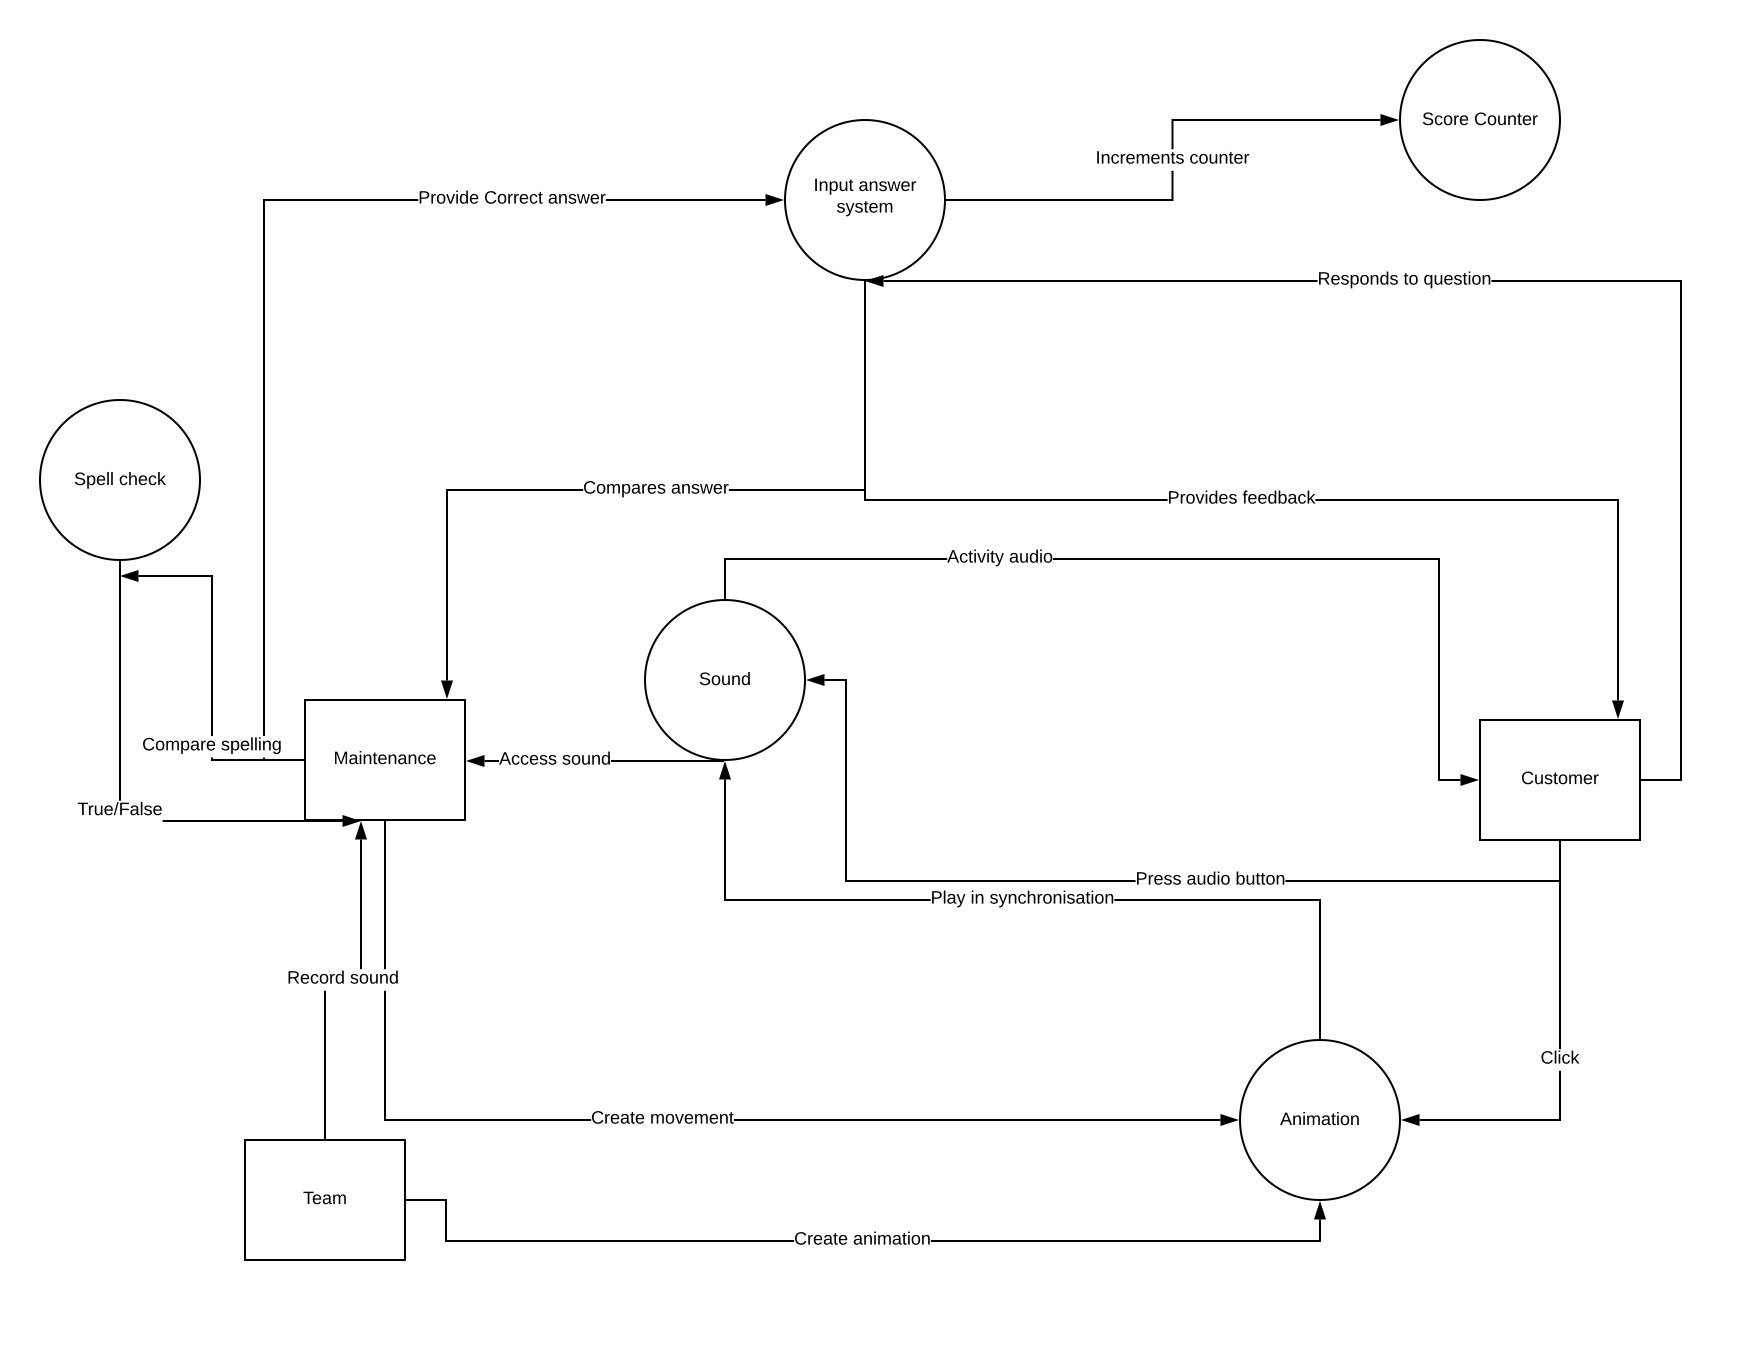 Score Counter
Increments counter
Input answer
system
Provide Correct answer
Responds to question
Spell check
Compares answer
Provides feedback
Activity audio
Sound
Compare spelling
Maintenance
Access sound
Customer
True/False
Press audio button
Play in synchronisation
Record sound
Click
Create movement
Animation
Team
Create animation